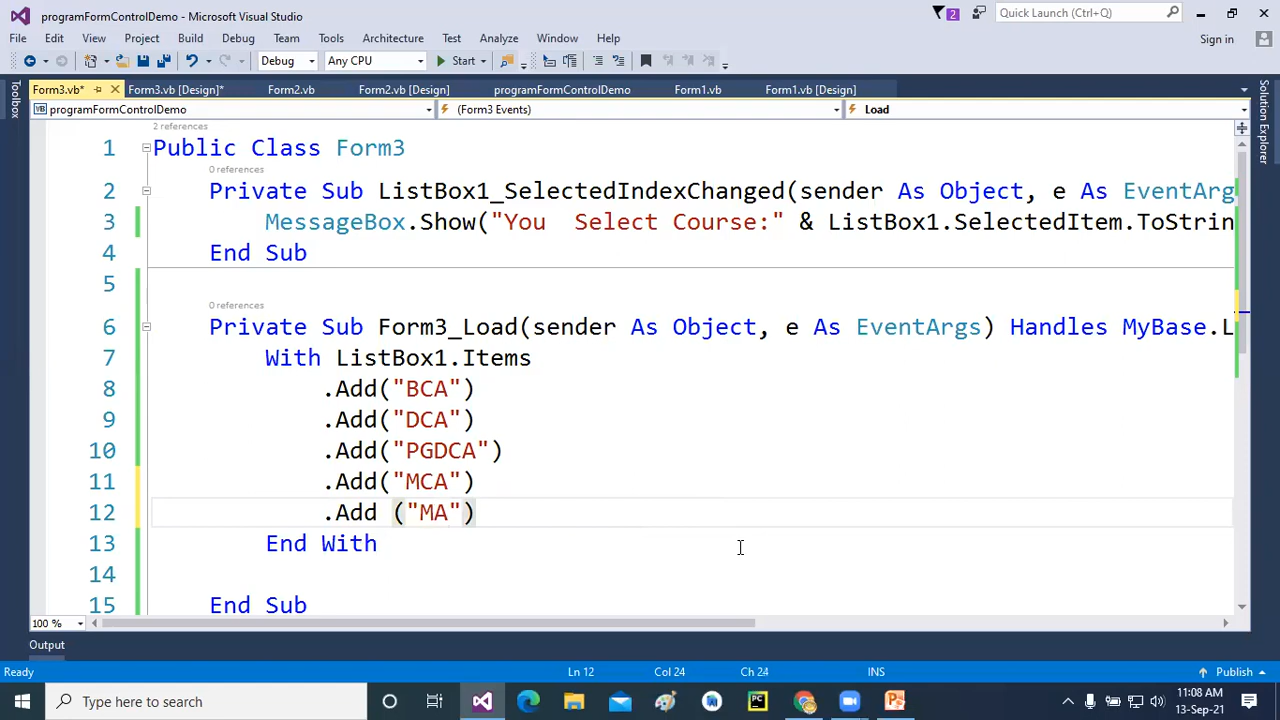 programFormControlDemo - Microsoft Visual Studio
2
Quick Launch (Ctrl+Q)
File Edit View Project Build Debug Team Tools Architecture Test Analyze Window Help
Sign in
Debug Any CPU Start
Form3.vb* Form3.vb [Design]* Form2.vb Form2.vb [Design] programFormControlDemo Form1.vb Form1.vb [Design]
Toolbox
Solution Explorer
VB programFormControlDemo (Form3 Events) Load
2 references
1 Public Class Form3
0 references
2 Private Sub ListBox1_SelectedIndexChanged(sender As Object, e As EventArg
3 MessageBox.Show("You  Select Course:" & ListBox1.SelectedItem.ToStrin
4 End Sub
5
0 references
6 Private Sub Form3_Load(sender As Object, e As EventArgs) Handles MyBase.L
7 With ListBox1.Items
8 .Add("BCA")
9 .Add("DCA")
10 .Add("PGDCA")
11 .Add("MCA")
12 .Add ("MA")
13 End With
14
15 End Sub
100 %
Output
Ready Ln 12 Col 24 Ch 24 INS Publish
Type here to search
PC
11:08 AM
13-Sep-21